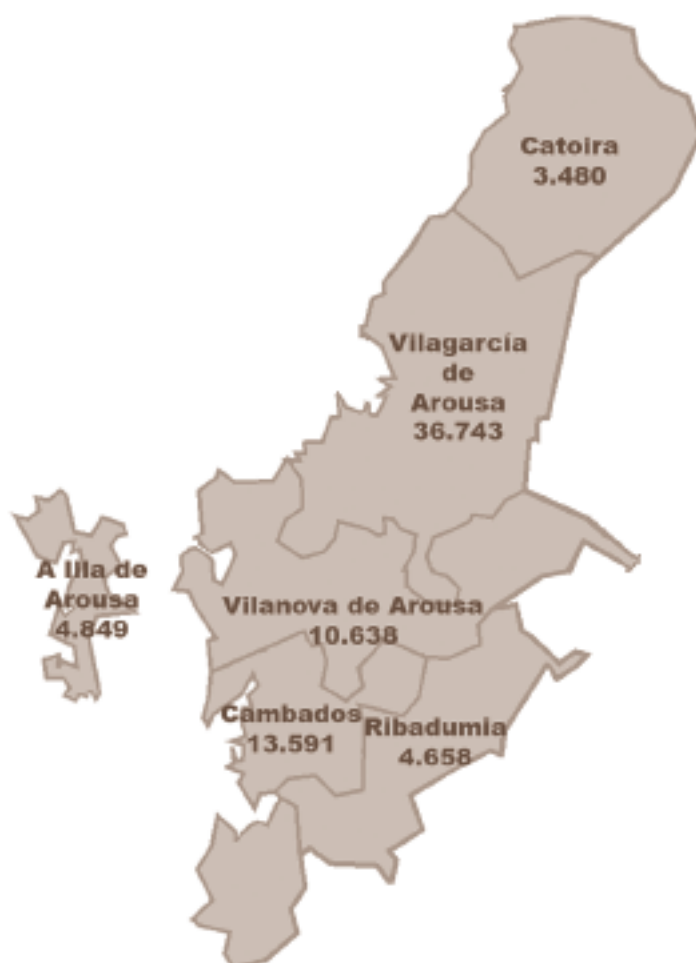 Catoira
3.480
Vilagarcía
de
Arousa
36.743
A Illa de
Arousa
4.849
Vilanova de Arousa
10.638
Cambados
13.591
Ribadumia
4.658